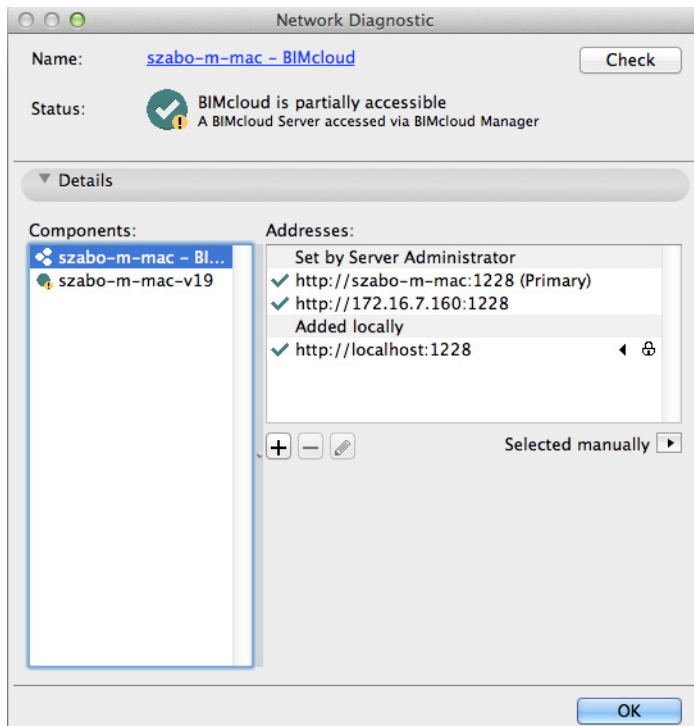 Network Diagnostic
Name: szabo-m-mac – BIMcloud Check
Status: BIMcloud is partially accessible
A BIMcloud Server accessed via BIMcloud Manager
Details
Components:
szabo-m-mac – BI...
szabo-m-mac-v19
Addresses:
Set by Server Administrator
http://szabo-m-mac:1228 (Primary)
http://172.16.7.160:1228
Added locally
http://localhost:1228
Selected manually
OK